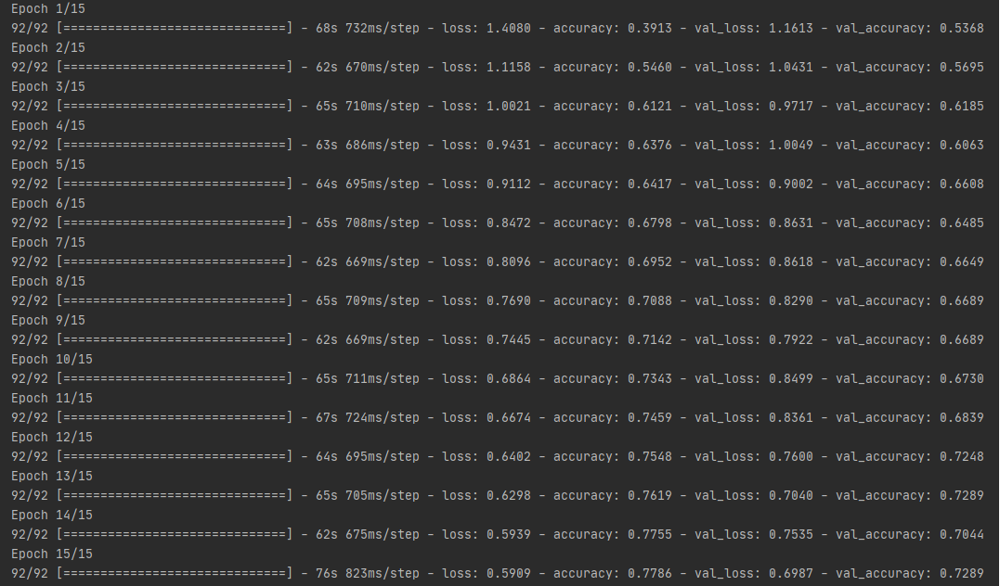 Epoch 1/15
92/92 [==============================] - 68s 732ms/step - loss: 1.4080 - accuracy: 0.3913 - val_loss: 1.1613 - val_accuracy: 0.5368
Epoch 2/15
92/92 [==============================] - 62s 670ms/step - loss: 1.1158 - accuracy: 0.5460 - val_loss: 1.0431 - val_accuracy: 0.5695
Epoch 3/15
92/92 [==============================] - 65s 710ms/step - loss: 1.0021 - accuracy: 0.6121 - val_loss: 0.9717 - val_accuracy: 0.6185
Epoch 4/15
92/92 [==============================] - 63s 686ms/step - loss: 0.9431 - accuracy: 0.6376 - val_loss: 1.0049 - val_accuracy: 0.6063
Epoch 5/15
92/92 [==============================] - 64s 695ms/step - loss: 0.9112 - accuracy: 0.6417 - val_loss: 0.9002 - val_accuracy: 0.6608
Epoch 6/15
92/92 [==============================] - 65s 708ms/step - loss: 0.8472 - accuracy: 0.6798 - val_loss: 0.8631 - val_accuracy: 0.6485
Epoch 7/15
92/92 [==============================] - 62s 669ms/step - loss: 0.8096 - accuracy: 0.6952 - val_loss: 0.8618 - val_accuracy: 0.6649
Epoch 8/15
92/92 [==============================] - 65s 709ms/step - loss: 0.7690 - accuracy: 0.7088 - val_loss: 0.8290 - val_accuracy: 0.6689
Epoch 9/15
92/92 [==============================] - 62s 669ms/step - loss: 0.7445 - accuracy: 0.7142 - val_loss: 0.7922 - val_accuracy: 0.6689
Epoch 10/15
92/92 [==============================] - 65s 711ms/step - loss: 0.6864 - accuracy: 0.7343 - val_loss: 0.8499 - val_accuracy: 0.6730
Epoch 11/15
92/92 [==============================] - 67s 724ms/step - loss: 0.6674 - accuracy: 0.7459 - val_loss: 0.8361 - val_accuracy: 0.6839
Epoch 12/15
92/92 [==============================] - 64s 695ms/step - loss: 0.6402 - accuracy: 0.7548 - val_loss: 0.7600 - val_accuracy: 0.7248
Epoch 13/15
92/92 [==============================] - 65s 705ms/step - loss: 0.6298 - accuracy: 0.7619 - val_loss: 0.7040 - val_accuracy: 0.7289
Epoch 14/15
92/92 [==============================] - 62s 675ms/step - loss: 0.5939 - accuracy: 0.7755 - val_loss: 0.7535 - val_accuracy: 0.7044
Epoch 15/15
92/92 [==============================] - 76s 823ms/step - loss: 0.5909 - accuracy: 0.7786 - val_loss: 0.6987 - val_accuracy: 0.7289